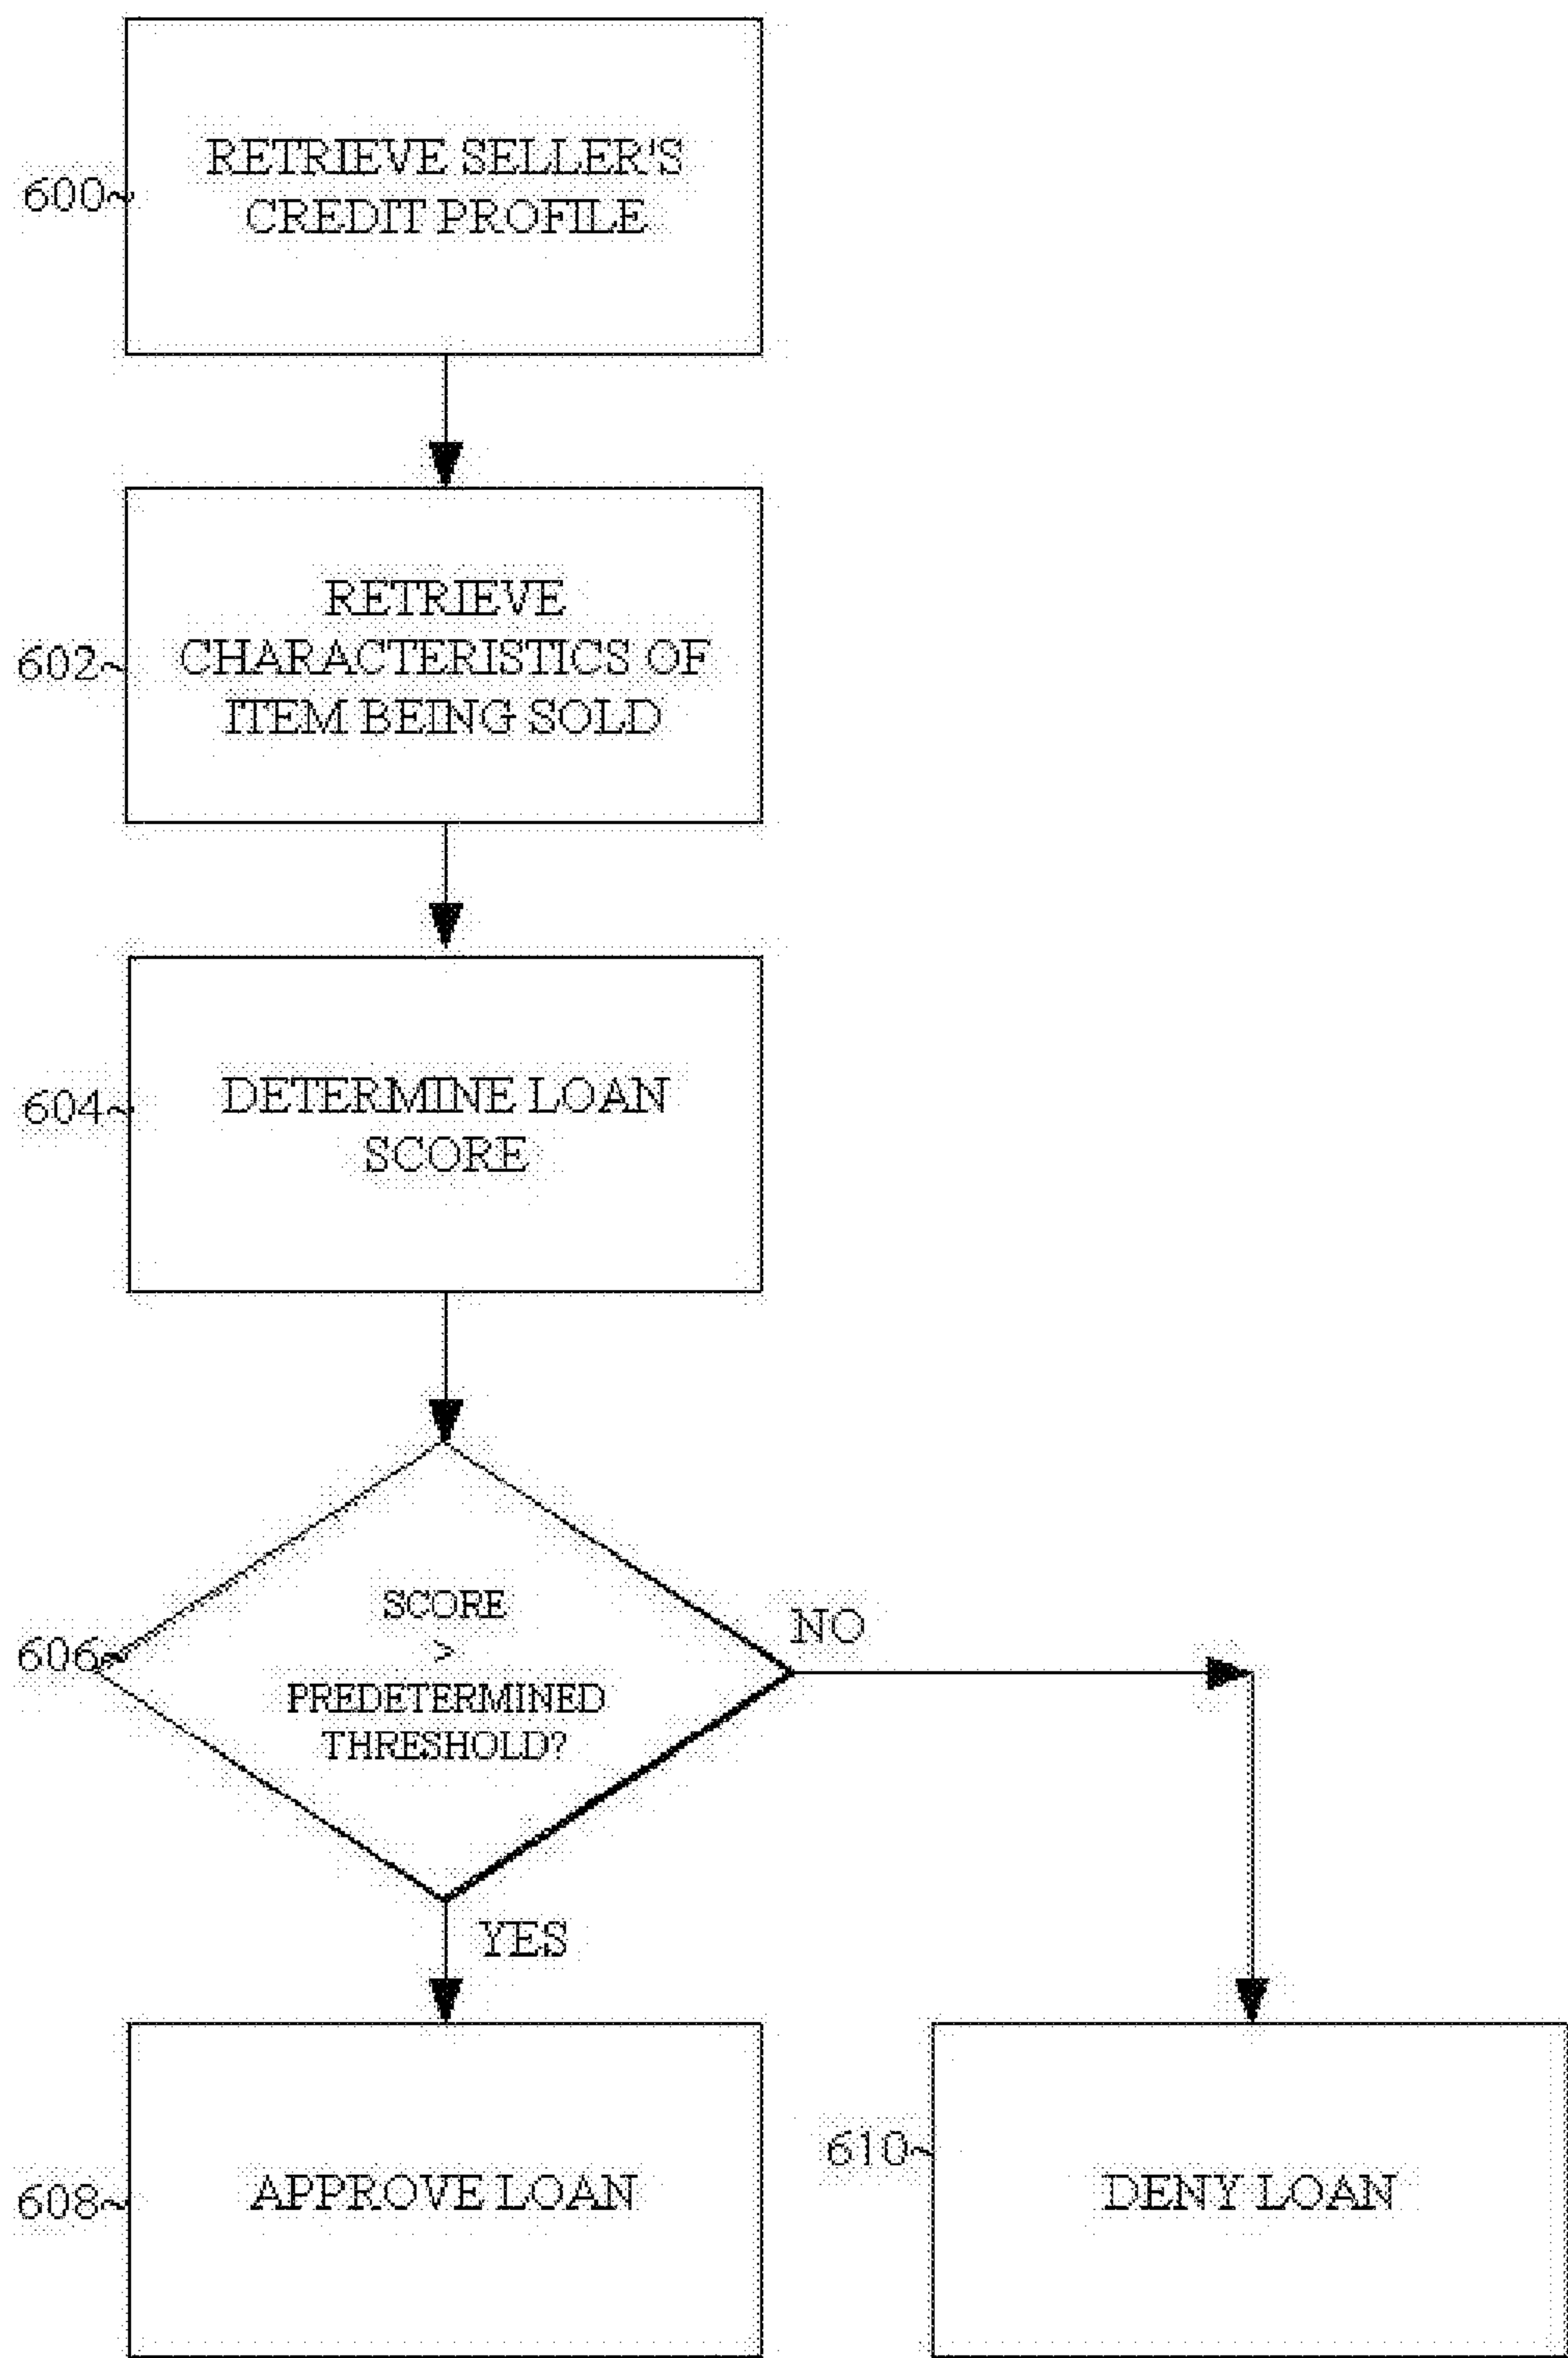 600~
RETRIEVE SELLER'S
CREDIT PROFILE
602~
RETRIEVE
CHARACTERISTICS OF
ITEM BEING SOLD
604~
DETERMINE LOAN
SCORE
606~
SCORE
>
PREDETERMINED
THRESHOLD?
NO
YES
608~
APPROVE LOAN
610~
DENY LOAN